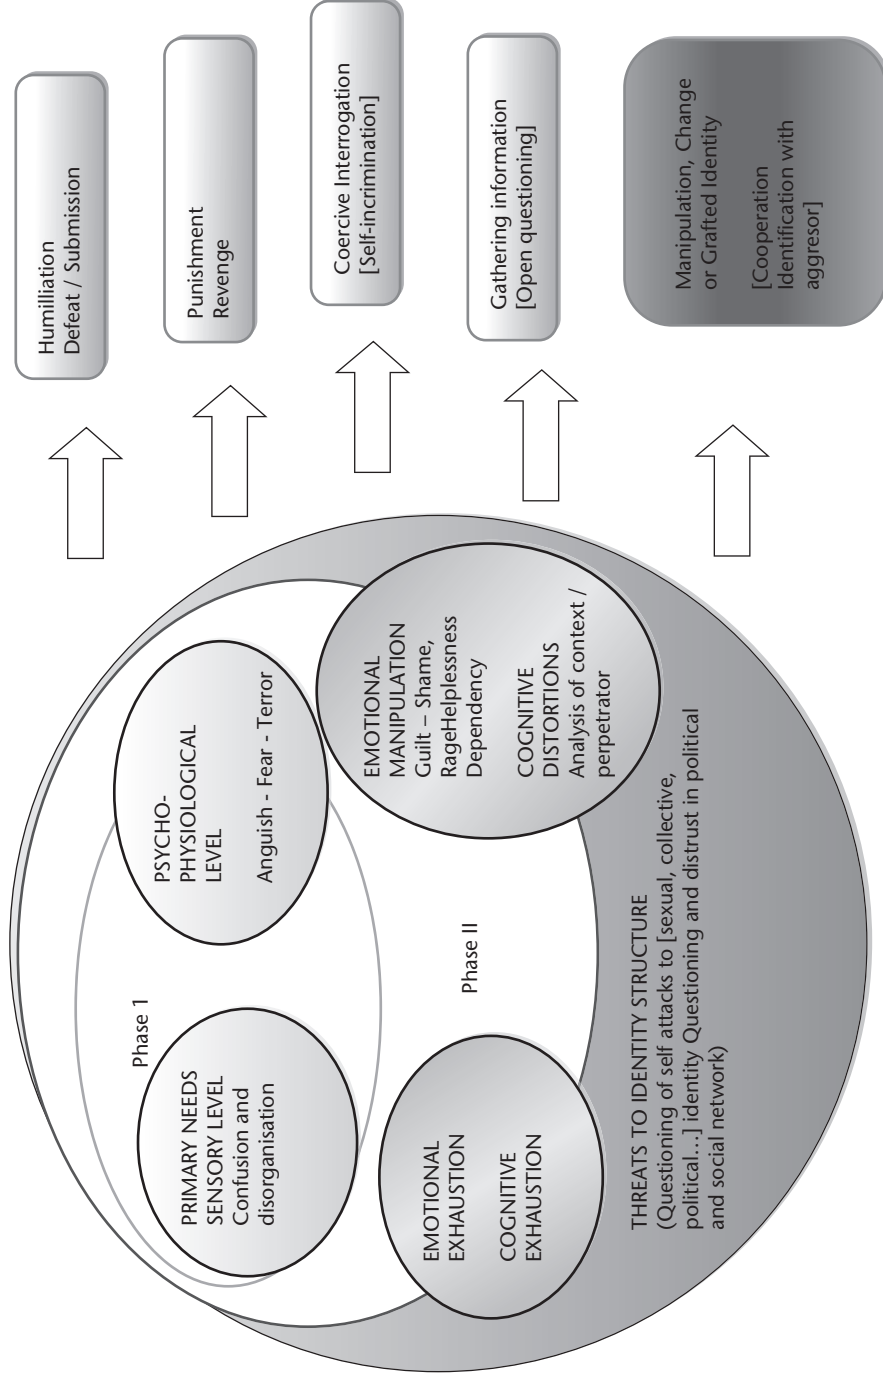 Phase 1
PRIMARY NEEDS
SENSORY LEVEL
Confusion and
disorganisation
PSYCHO-
PHYSIOLOGICAL
LEVEL
Anguish - Fear - Terror
Phase II
EMOTIONAL
EXHAUSTION
COGNITIVE
EXHAUSTION
EMOTIONAL
MANIPULATION
Guilt – Shame,
RageHelplessness
Dependency
COGNITIVE
DISTORTIONS
Analysis of context /
perpetrator
THREATS TO IDENTITY STRUCTURE
(Questioning of self attacks to [sexual, collective,
political...] identity Questioning and distrust in political
and social network)
Humilliation
Defeat / Submission
Punishment
Revenge
Coercive Interrogation
[Self-incrimination]
Gathering information
[Open questioning]
Manipulation, Change
or Grafted Identity
[Cooperation
Identification with
aggresor]